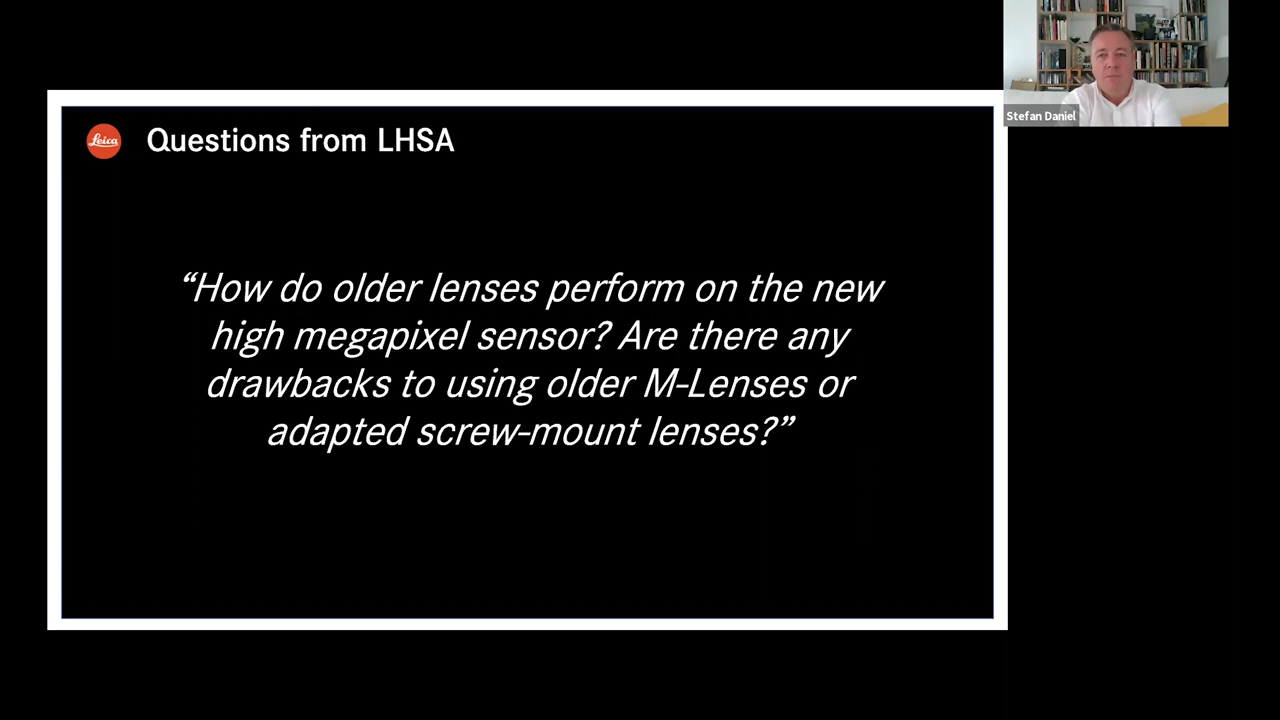 Stefan Daniel
Leica
Questions from LHSA
“How do older lenses perform on the new
high megapixel sensor? Are there any
drawbacks to using older M-Lenses or
adapted screw-mount lenses?”